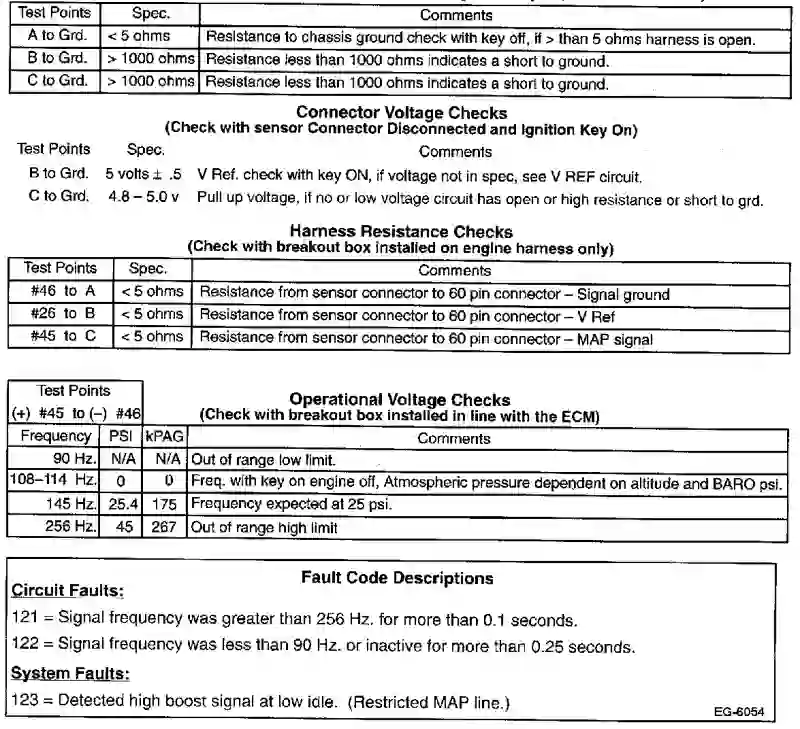 Test Points Spec. Comments
A to Grd. < 5 ohms Resistance to chassis ground check with key off, if > than 5 ohms harness is open.
B to Grd. > 1000 ohms Resistance less than 1000 ohms indicates a short to ground.
C to Grd. > 1000 ohms Resistance less than 1000 ohms indicates a short to ground.
Connector Voltage Checks
(Check with sensor Connector Disconnected and Ignition Key On)
Test Points Spec. Comments
B to Grd. 5 volts ± .5 V Ref. check with key ON, if voltage not in spec, see V REF circuit.
C to Grd. 4.8 – 5.0 v Pull up voltage, if no or low voltage circuit has open or high resistance or short to grd.
Harness Resistance Checks
(Check with breakout box installed on engine harness only)
Test Points Spec. Comments
#46 to A < 5 ohms Resistance from sensor connector to 60 pin connector – Signal ground
#26 to B < 5 ohms Resistance from sensor connector to 60 pin connector – V Ref
#45 to C < 5 ohms Resistance from sensor connector to 60 pin connector – MAP signal
Test Points
(+) #45 to (–) #46
Operational Voltage Checks
(Check with breakout box installed in line with the ECM)
Frequency PSI kPAG Comments
90 Hz. N/A N/A Out of range low limit.
108–114 Hz. 0 0 Freq. with key on engine off, Atmospheric pressure dependent on altitude and BARO psi.
145 Hz. 25.4 175 Frequency expected at 25 psi.
256 Hz. 45 267 Out of range high limit
Fault Code Descriptions
Circuit Faults:
121 = Signal frequency was greater than 256 Hz. for more than 0.1 seconds.
122 = Signal frequency was less than 90 Hz. or inactive for more than 0.25 seconds.
System Faults:
123 = Detected high boost signal at low idle. (Restricted MAP line.)
EG-6054